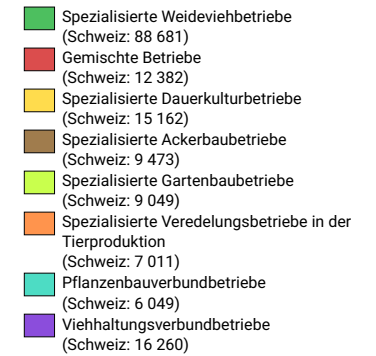 Spezialisierte Weideviehbetriebe
(Schweiz: 88 681)
Gemischte Betriebe
(Schweiz: 12 382)
Spezialisierte Dauerkulturbetriebe
(Schweiz: 15 162)
Spezialisierte Ackerbaubetriebe
(Schweiz: 9 473)
Spezialisierte Gartenbaubetriebe
(Schweiz: 9 049)
Spezialisierte Veredelungsbetriebe in der
Tierproduktion
(Schweiz: 7 011)
Pflanzenbauverbundbetriebe
(Schweiz: 6 049)
Viehhaltungsverbundbetriebe
(Schweiz: 16 260)